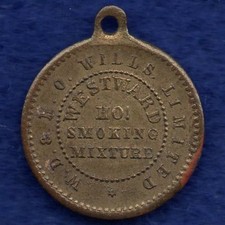 W.D. & H.O. WILLS. LIMITED
WESTWARD
HO!
SMOKING
MIXTURE